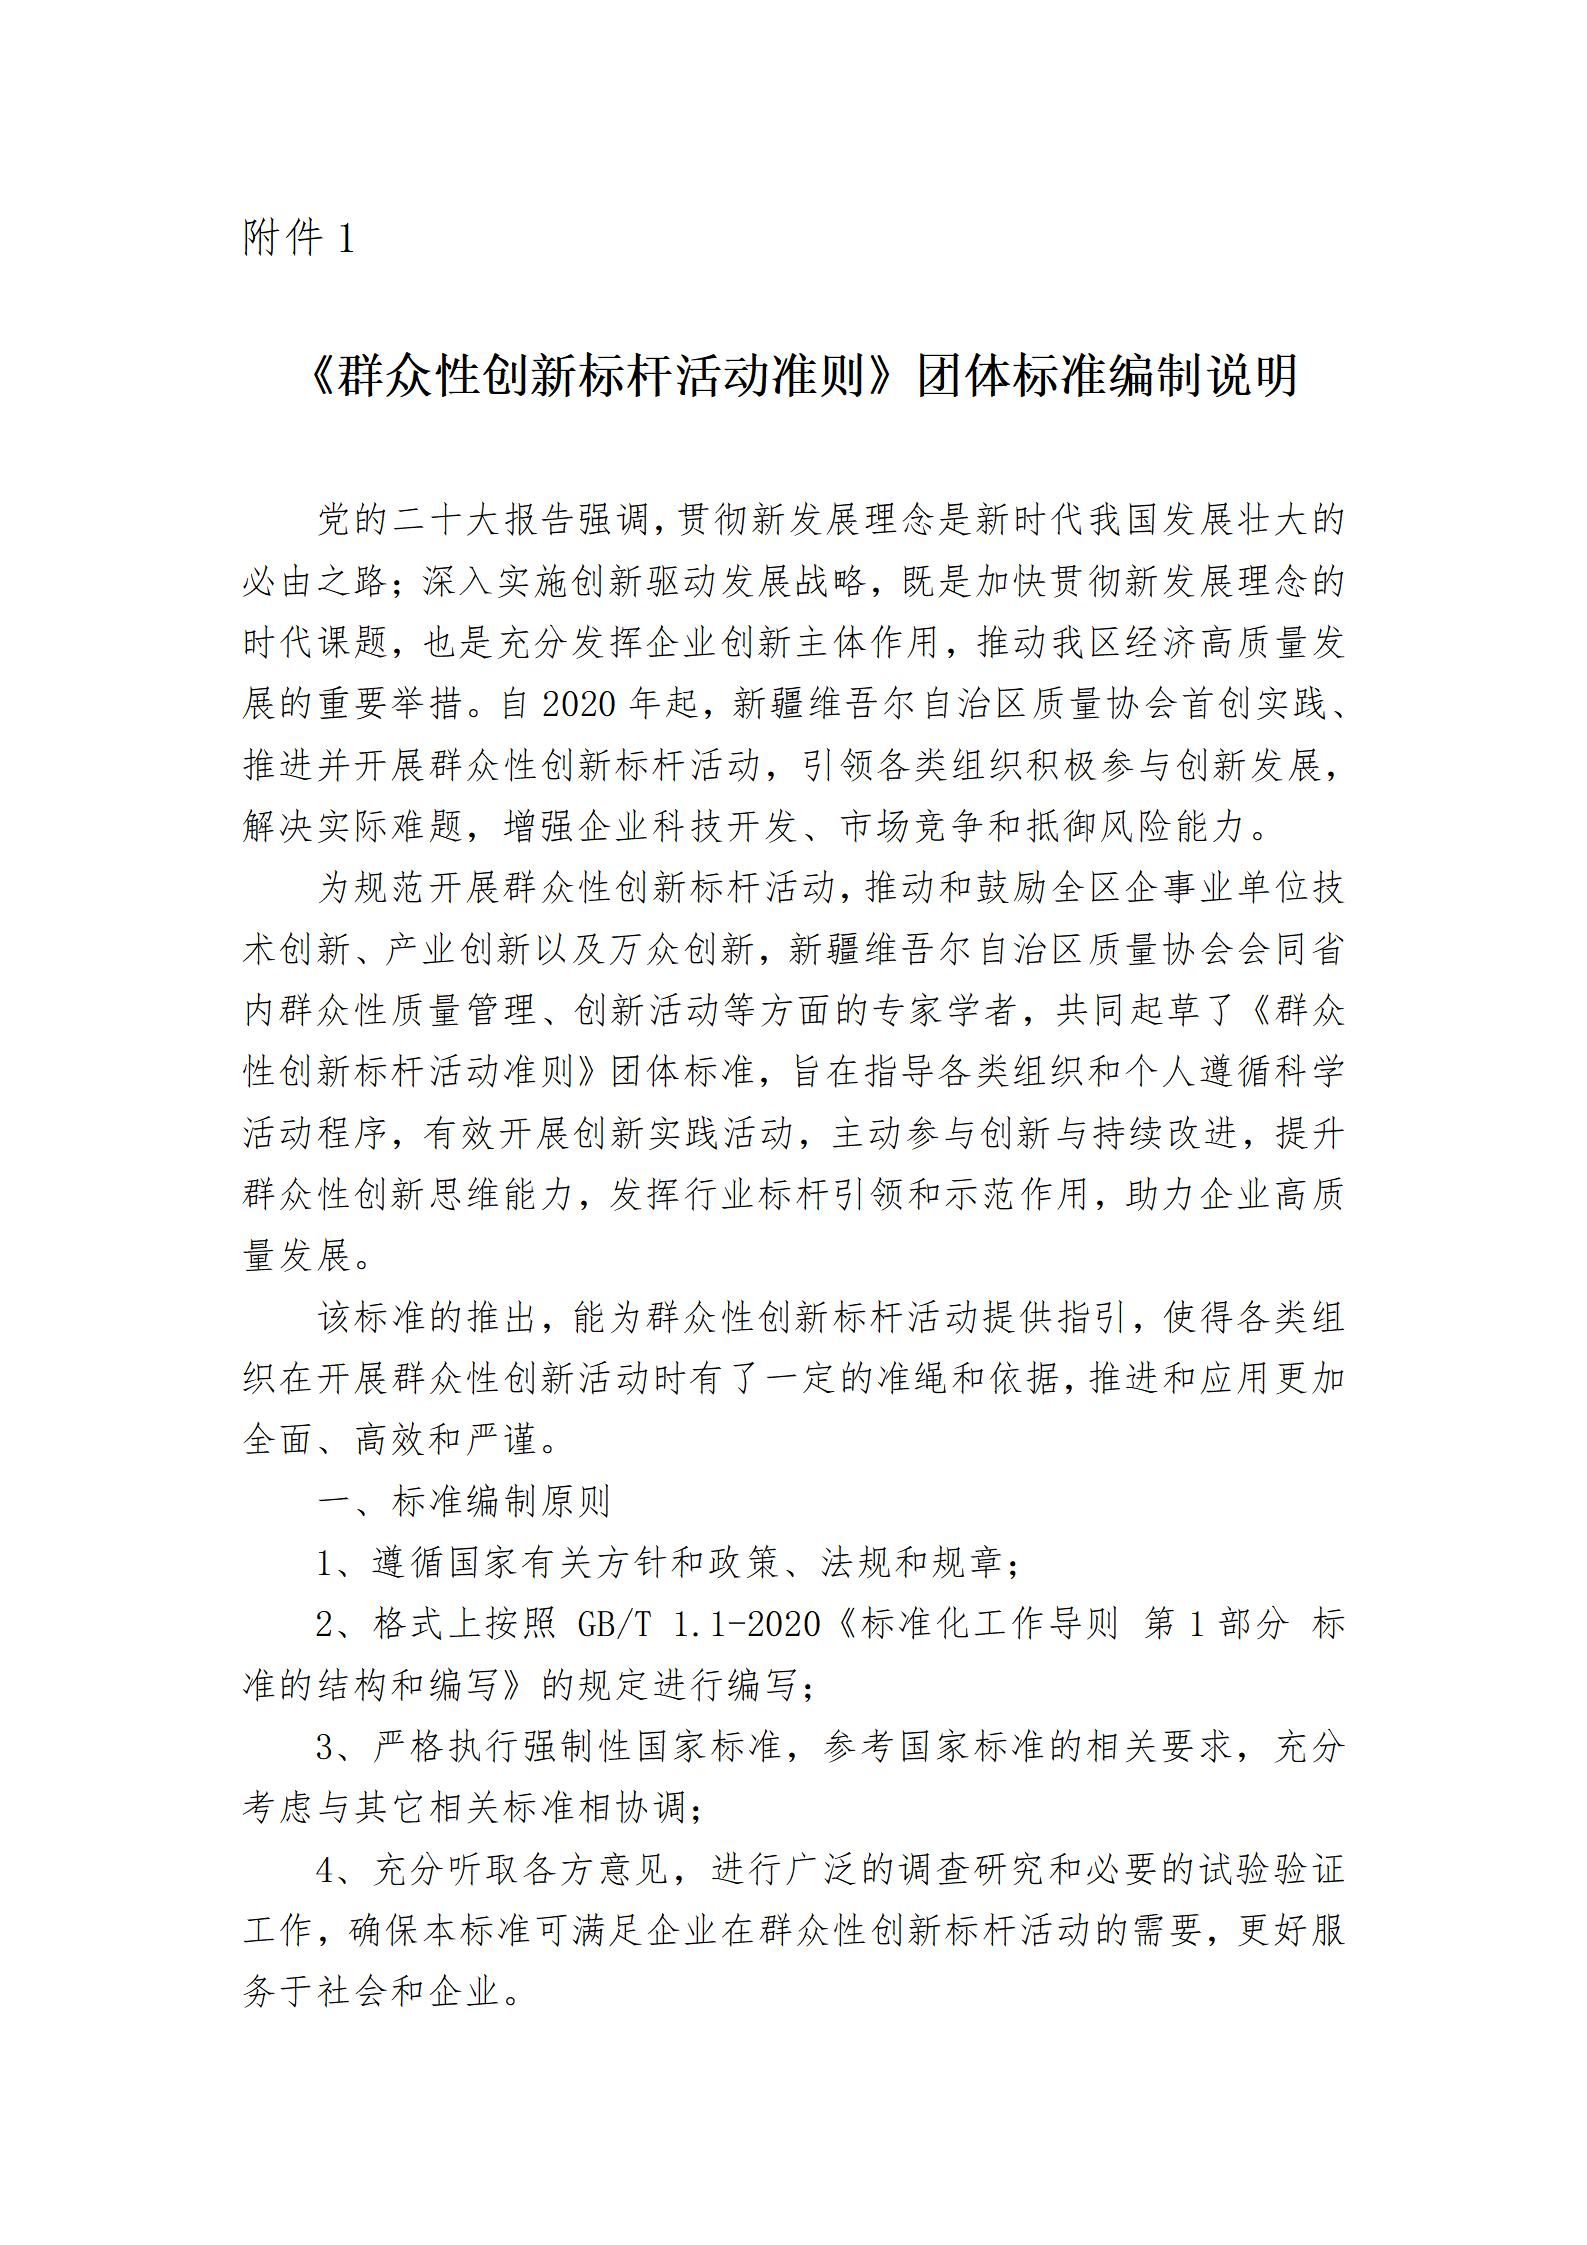 附件1
《群众性创新标杆活动准则》团体标准编制说明
党的二十大报告强调，贯彻新发展理念是新时代我国发展壮大的
必由之路；深入实施创新驱动发展战略，既是加快贯彻新发展理念的
时代课题，也是充分发挥企业创新主体作用，推动我区经济高质量发
展的重要举措。自 2020 年起，新疆维吾尔自治区质量协会首创实践、
推进并开展群众性创新标杆活动，引领各类组织积极参与创新发展，
解决实际难题，增强企业科技开发、市场竞争和抵御风险能力。
为规范开展群众性创新标杆活动，推动和鼓励全区企事业单位技
术创新、产业创新以及万众创新，新疆维吾尔自治区质量协会会同省
内群众性质量管理、创新活动等方面的专家学者，共同起草了《群众
性创新标杆活动准则》团体标准，旨在指导各类组织和个人遵循科学
活动程序，有效开展创新实践活动，主动参与创新与持续改进，提升
群众性创新思维能力，发挥行业标杆引领和示范作用，助力企业高质
量发展。
该标准的推出，能为群众性创新标杆活动提供指引，使得各类组
织在开展群众性创新活动时有了一定的准绳和依据，推进和应用更加
全面、高效和严谨。
一、标准编制原则
1、遵循国家有关方针和政策、法规和规章；
2、格式上按照 GB/T 1.1-2020《标准化工作导则 第1部分 标
准的结构和编写》的规定进行编写；
3、严格执行强制性国家标准，参考国家标准的相关要求，充分
考虑与其它相关标准相协调；
4、充分听取各方意见，进行广泛的调查研究和必要的试验验证
工作，确保本标准可满足企业在群众性创新标杆活动的需要，更好服
务于社会和企业。